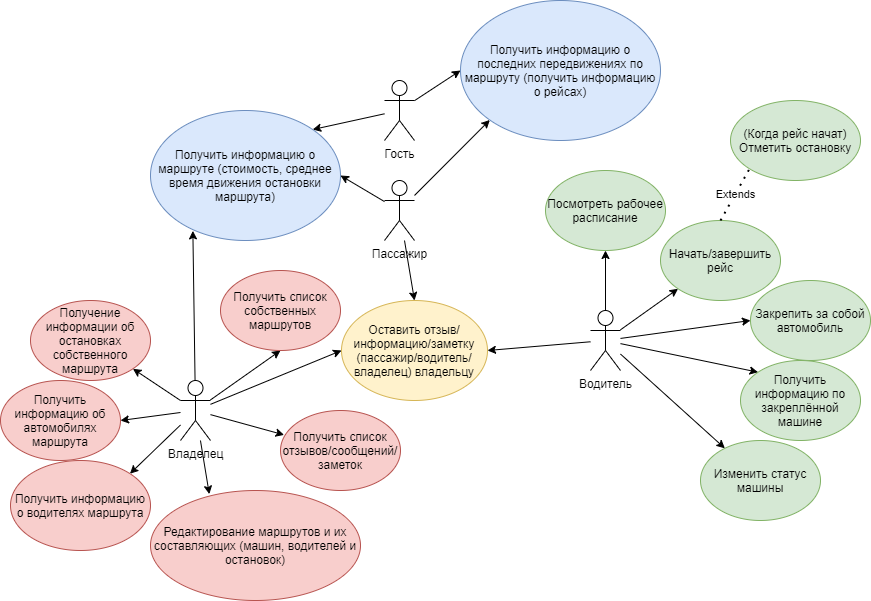 Получить информацию о
последних передвижениях по
маршруту (получить информацию
о рейсах)
Гость
Получить информацию о
маршруте (стоимость, среднее
время движения остановки
маршрута)
(Когда рейс начат)
Отметить остановку
Extends
Пассажир
Посмотреть рабочее
расписание
Начать/завершить
рейс
Получение
информации об
остановках
собственного
маршрута
Получить список
собственных
маршрутов
Оставить отзыв/
информацию/заметку
(пассажир/водитель/
владелец) владельцу
Закрепить за собой
автомобиль
Водитель
Получить
информацию по
закреплённой
машине
Получить
информацию об
автомобилях
маршрута
Владелец
Получить список
отзывов/сообщений/
заметок
Изменить статус
машины
Получить информацию
о водителях маршрута
Редактирование маршрутов и их
составляющих (машин, водителей и
остановок)